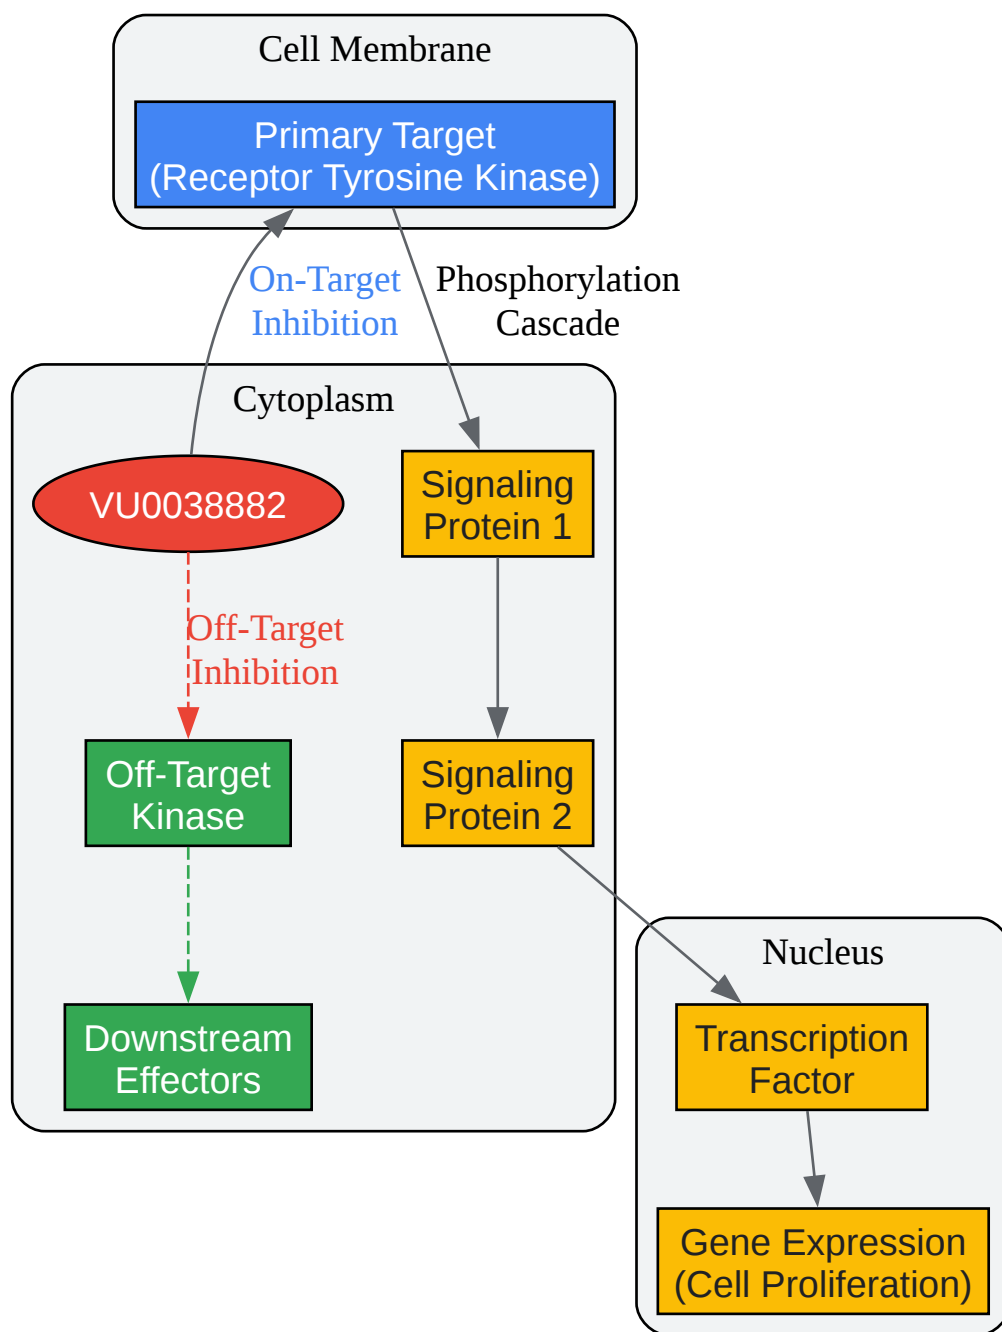 Cell Membrane
Primary Target
(Receptor Tyrosine Kinase)
On-Target
Inhibition
Phosphorylation
Cascade
Cytoplasm
VU0038882
Signaling
Protein 1
Off-Target
Inhibition
Off-Target
Kinase
Signaling
Protein 2
Nucleus
Downstream
Effectors
Transcription
Factor
Gene Expression
(Cell Proliferation)